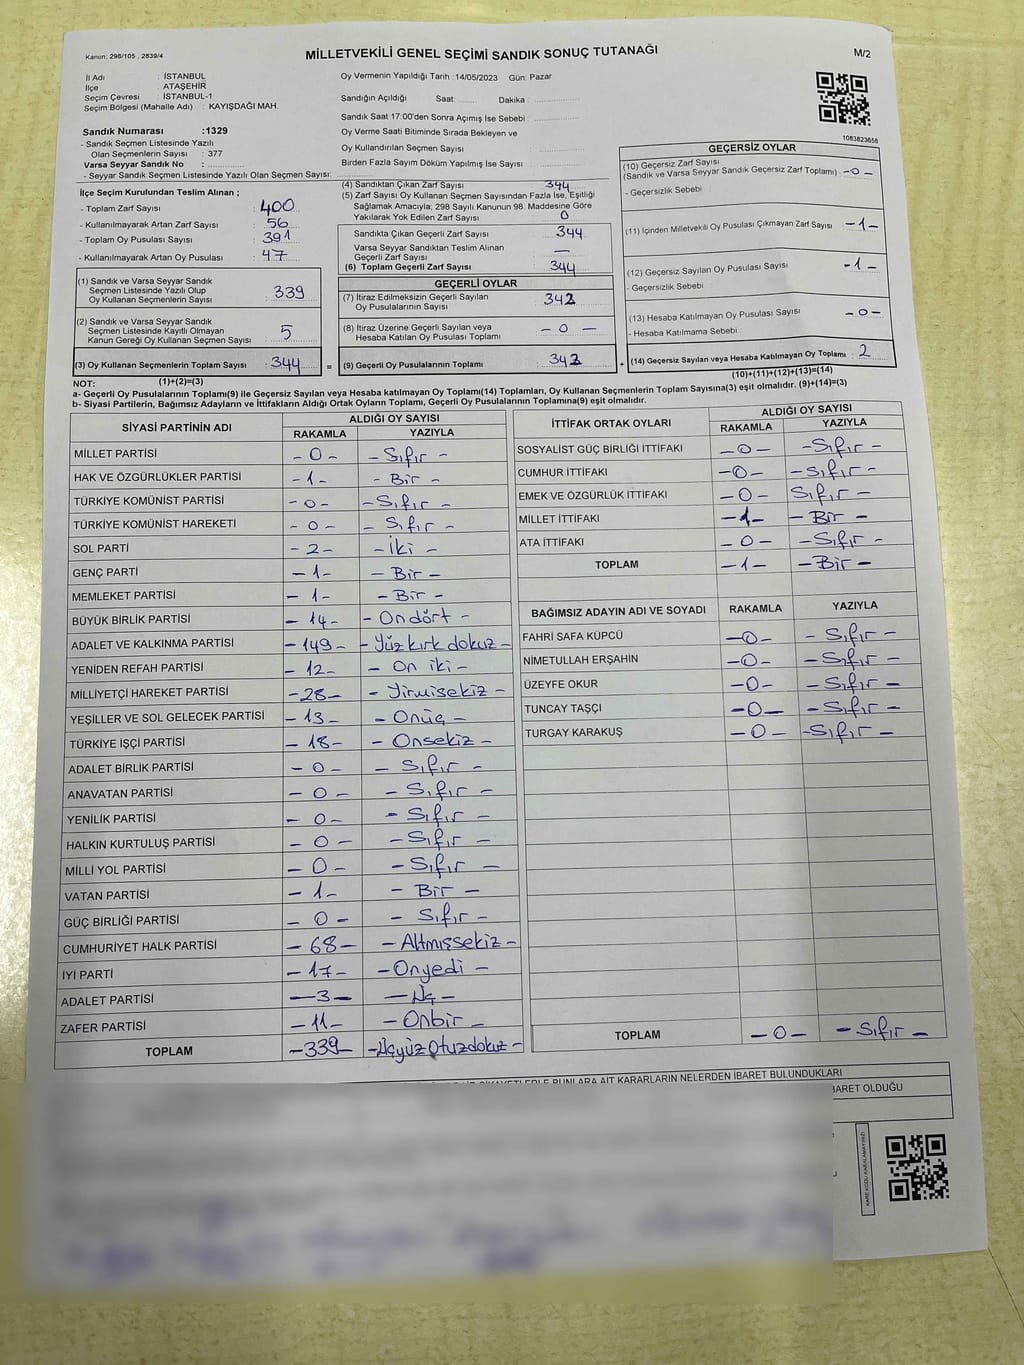 Kanun: 298/105 , 2839/4
MİLLETVEKİLİ GENEL SEÇİMİ SANDIK SONUÇ TUTANAĞI
M/2
İl Adı : İSTANBUL
İlçe : ATAŞEHİR
Seçim Çevresi : İSTANBUL-1
Seçim Bölgesi (Mahalle Adı) : KAYIŞDAĞI MAH.
Sandık Numarası :1329
- Sandık Seçmen Listesinde Yazılı
Olan Seçmenlerin Sayısı : 377
Varsa Seyyar Sandık No :
- Seyyar Sandık Seçmen Listesinde Yazılı Olan Seçmen Sayısı:
Oy Vermenin Yapıldığı Tarih :14/05/2023 Gün: Pazar
Sandığın Açıldığı Saat Dakika :
Sandık Saat 17:00'den Sonra Açımış İse Sebebi :
Oy Verme Saati Bitiminde Sırada Bekleyen ve
Oy Kullandırılan Seçmen Sayısı
Birden Fazla Sayım Döküm Yapılmış İse Sayısı
1083823658
İlçe Seçim Kurulundan Teslim Alınan ;
- Toplam Zarf Sayısı : 400
- Kullanılmayarak Artan Zarf Sayısı : 56
- Toplam Oy Pusulası Sayısı : 391
- Kullanılmayarak Artan Oy Pusulası : 47
(1) Sandık ve Varsa Seyyar Sandık
Seçmen Listesinde Yazılı Olup
Oy Kullanan Seçmenlerin Sayısı : 339
(2) Sandık ve Varsa Seyyar Sandık
Seçmen Listesinde Kayıtlı Olmayan
Kanun Gereği Oy Kullanan Seçmen Sayısı : 5
(3) Oy Kullanan Seçmenlerin Toplam Sayısı : 344 =
(4) Sandıktan Çıkan Zarf Sayısı 344
(5) Zarf Sayısı Oy Kullanan Seçmen Sayısından Fazla İse, Eşitliği
Sağlamak Amacıyla; 298 Sayılı Kanunun 98. Maddesine Göre
Yakılarak Yok Edilen Zarf Sayısı 0
Sandıkta Çıkan Geçerli Zarf Sayısı 344
Varsa Seyyar Sandıktan Teslim Alınan
Geçerli Zarf Sayısı —
(6) Toplam Geçerli Zarf Sayısı 344
GEÇERLİ OYLAR
(7) İtiraz Edilmeksizin Geçerli Sayılan
Oy Pusulalarının Sayısı : 342
(8) İtiraz Üzerine Geçerli Sayılan veya
Hesaba Katılan Oy Pusulası Toplamı : - 0 -
(9) Geçerli Oy Pusulalarının Toplamı : 342 +
GEÇERSİZ OYLAR
(10) Geçersiz Zarf Sayısı
(Sandık ve Varsa Seyyar Sandık Geçersiz Zarf Toplamı) -0-
- Geçersizlik Sebebi
(11) İçinden Milletvekili Oy Pusulası Çıkmayan Zarf Sayısı -1-
(12) Geçersiz Sayılan Oy Pusulası Sayısı -1-
- Geçersizlik Sebebi
(13) Hesaba Katılmayan Oy Pusulası Sayısı -0-
- Hesaba Katılmama Sebebi
(14) Geçersiz Sayılan veya Hesaba Katılmayan Oy Toplamı : 2
NOT: (1)+(2)=(3) (10)+(11)+(12)+(13)=(14)
a- Geçerli Oy Pusulalarının Toplamı(9) ile Geçersiz Sayılan veya Hesaba katılmayan Oy Toplamı(14) Toplamları, Oy Kullanan Seçmenlerin Toplam Sayısına(3) eşit olmalıdır. (9)+(14)=(3)
b- Siyasi Partilerin, Bağımsız Adayların ve İttifakların Aldığı Ortak Oyların Toplamı, Geçerli Oy Pusulalarının Toplamına(9) eşit olmalıdır.
SİYASİ PARTİNİN ADI ALDIĞI OY SAYISI
RAKAMLA YAZIYLA
MİLLET PARTİSİ -0- -Sıfır-
HAK VE ÖZGÜRLÜKLER PARTİSİ -1- -Bir-
TÜRKİYE KOMÜNİST PARTİSİ -0- -Sıfır-
TÜRKİYE KOMÜNİST HAREKETİ -0- -Sıfır-
SOL PARTİ -2- -İki-
GENÇ PARTİ -1- -Bir-
MEMLEKET PARTİSİ -1- -Bir-
BÜYÜK BİRLİK PARTİSİ -14- -Ondört-
ADALET VE KALKINMA PARTİSİ -149- -Yüz kırk dokuz-
YENİDEN REFAH PARTİSİ -12- -On iki-
MİLLİYETÇİ HAREKET PARTİSİ -28- -Yirmisekiz-
YEŞİLLER VE SOL GELECEK PARTİSİ -13- -Onüç-
TÜRKİYE İŞÇİ PARTİSİ -18- -Onsekiz-
ADALET BİRLİK PARTİSİ -0- -Sıfır-
ANAVATAN PARTİSİ -0- -Sıfır-
YENİLİK PARTİSİ -0- -Sıfır-
HALKIN KURTULUŞ PARTİSİ -0- -Sıfır-
MİLLİ YOL PARTİSİ -0- -Sıfır-
VATAN PARTİSİ -1- -Bir-
GÜÇ BİRLİĞİ PARTİSİ -0- -Sıfır-
CUMHURİYET HALK PARTİSİ -68- -Altmışsekiz-
İYİ PARTİ -17- -Onyedi-
ADALET PARTİSİ -3- -Üç-
ZAFER PARTİSİ -11- -Onbir-
TOPLAM -339- -Üçyüz Otuzdokuz-
İTTİFAK ORTAK OYLARI ALDIĞI OY SAYISI
RAKAMLA YAZIYLA
SOSYALİST GÜÇ BİRLİĞİ İTTİFAKI -0- -Sıfır-
CUMHUR İTTİFAKI -0- -Sıfır-
EMEK VE ÖZGÜRLÜK İTTİFAKI -0- Sıfır-
MİLLET İTTİFAKI -1- -Bir-
ATA İTTİFAKI -0- -Sıfır-
TOPLAM -1- -Bir-
BAĞIMSIZ ADAYIN ADI VE SOYADI RAKAMLA YAZIYLA
FAHRİ SAFA KÜPCÜ -0- -Sıfır-
NİMETULLAH ERŞAHİN -0- -Sıfır-
ÜZEYFE OKUR -0- -Sıfır-
TUNCAY TAŞÇI -0- -Sıfır-
TURGAY KARAKUŞ -0- -Sıfır-
TOPLAM -0- -Sıfır-
BUNLARA AİT KARARLARIN NELERDEN İBARET BULUNDUKLARI
İBARET OLDUĞU
KARE KODU KARALAMAYINIZ!